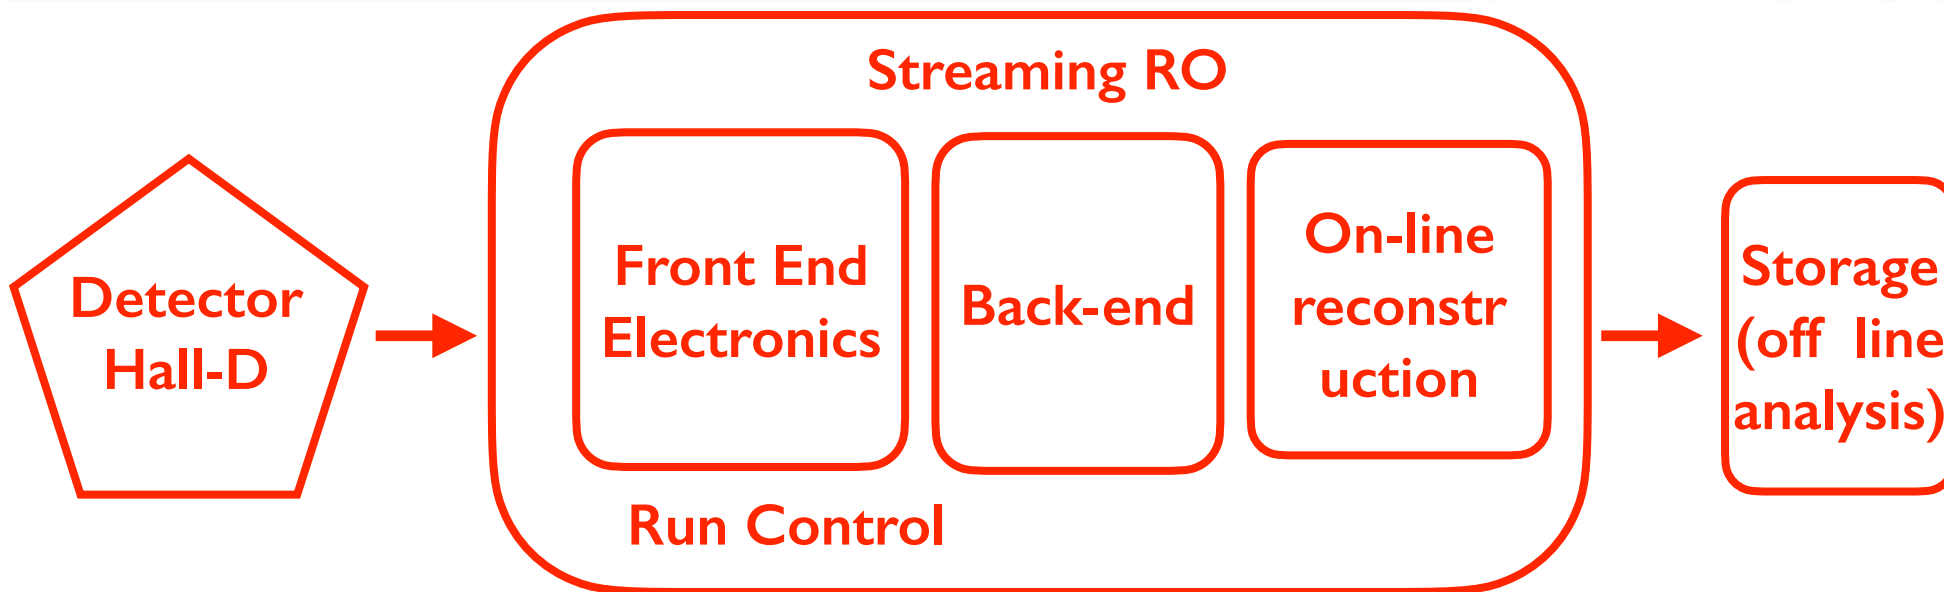 Streaming RO
Detector
Hall-D
Front End
Electronics
Back-end
On-line
reconstr
uction
Storage
(off line
analysis)
Run Control